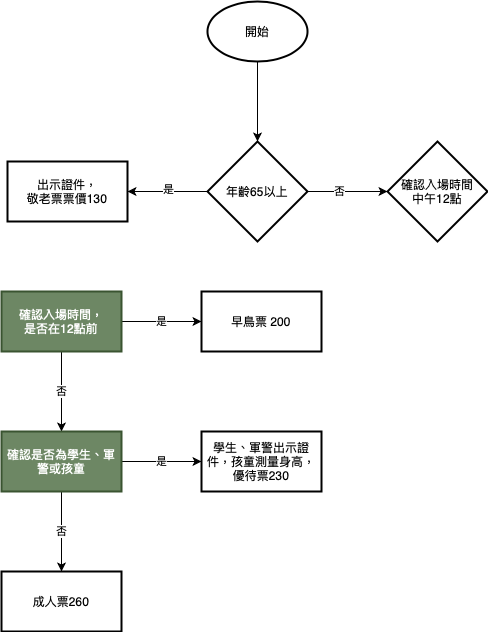 開始
出示證件，
敬老票票價130
是
年齡65以上
否
確認入場時間
中午12點
確認入場時間，
是否在12點前
是
早鳥票 200
否
確認是否為學生、軍
警或孩童
是
學生、軍警出示證
件，孩童測量身高，
優待票230
否
成人票260